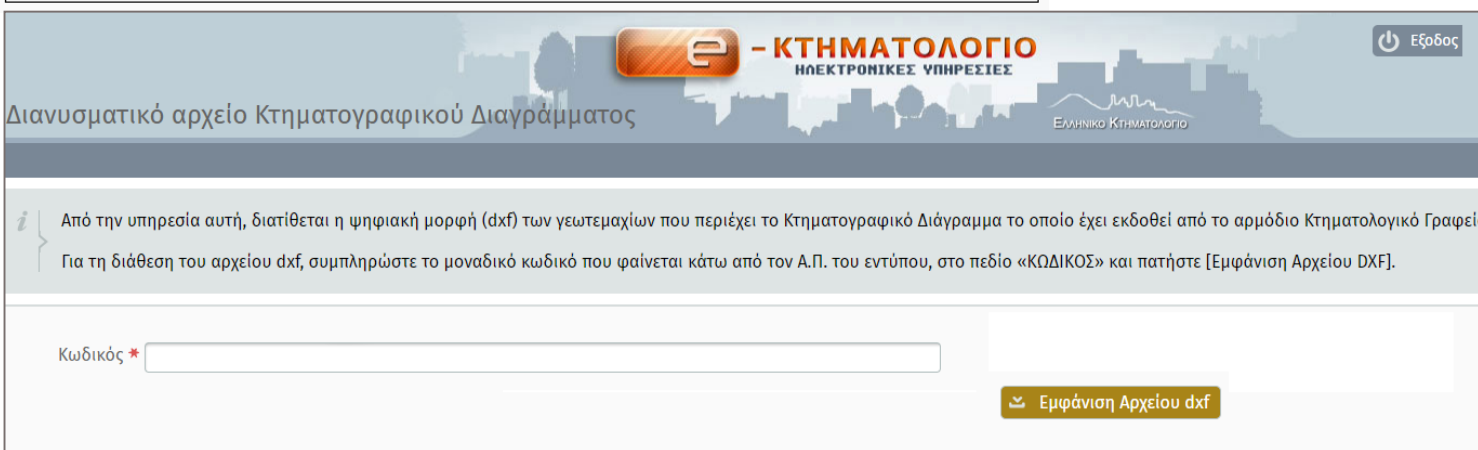 e - ΚΤΗΜΑΤΟΛΟΓΙΟ
ΗΛΕΚΤΡΟΝΙΚΕΣ ΥΠΗΡΕΣΙΕΣ
Εξοδος
Διανυσματικό αρχείο Κτηματογραφικού Διαγράμματος
ΕΛΛΗΝΙΚΟ ΚΤΗΜΑΤΟΛΟΓΙΟ
Από την υπηρεσία αυτή, διατίθεται η ψηφιακή μορφή (dxf) των γεωτεμαχίων που περιέχει το Κτηματογραφικό Διάγραμμα το οποίο έχει εκδοθεί από το αρμόδιο Κτηματολογικό
Για τη διάθεση του αρχείου dxf, συμπληρώστε το μοναδικό κωδικό που φαίνεται κάτω από τον Α.Π. του εντύπου, στο πεδίο «ΚΩΔΙΚΟΣ» και πατήστε [Εμφάνιση Αρχείου DXF].
Κωδικός *
Εμφάνιση Αρχείου dxf